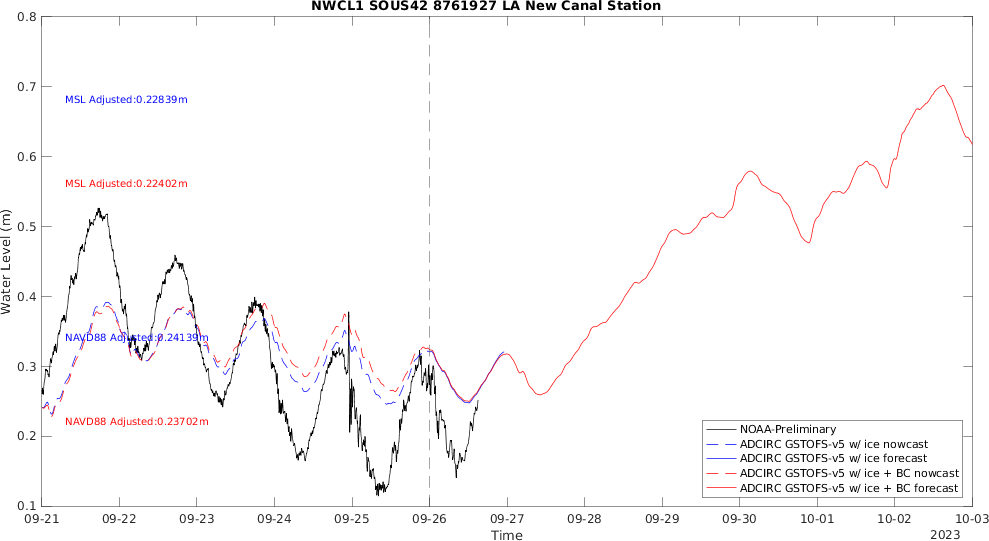 NWCL1 SOUS42 8761927 LA New Canal Station
0.8
0.7
0.6
0.5
0.4
0.3
0.2
0.1
Water Level (m)
MSL Adjusted:0.22839m
MSL Adjusted:0.22402m
NAVD88 Adjusted:0.24139m
NAVD88 Adjusted:0.23702m
NOAA-Preliminary
ADCIRC GSTOFS-v5 w/ ice nowcast
ADCIRC GSTOFS-v5 w/ ice forecast
ADCIRC GSTOFS-v5 w/ ice + BC nowcast
ADCIRC GSTOFS-v5 w/ ice + BC forecast
09-21 09-22 09-23 09-24 09-25 09-26 09-27 09-28 09-29 09-30 10-01 10-02 10-03
Time
2023